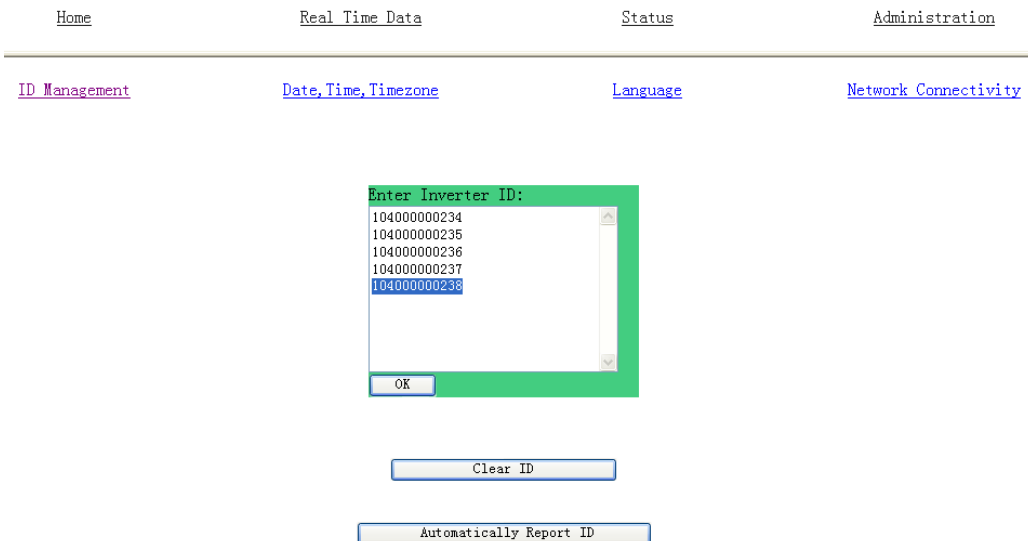 Home Real Time Data Status Administration
ID Management Date,Time,Timezone Language Network Connectivity
Enter Inverter ID:
104000000234
104000000235
104000000236
104000000237
104000000238
OK
Clear ID
Automatically Report ID